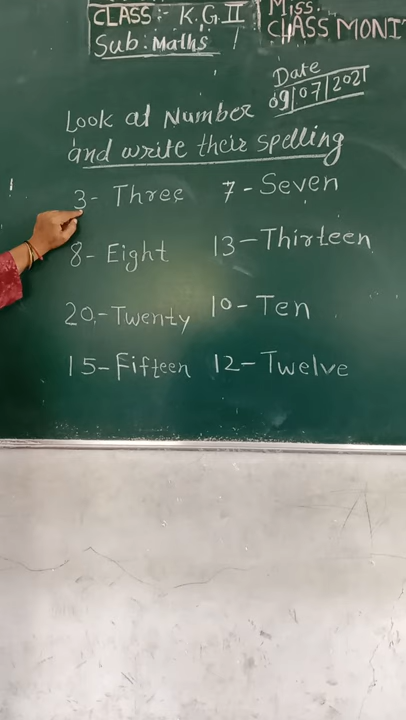 CLASS:- K.G.II
Miss.
Sub: Maths
CLASS MONIT
Date
09/07/2021
Look at Number
and write their spelling
3- Three 7-Seven
8- Eight 13-Thirteen
20-Twenty 10-Ten
15-Fifteen 12-Twelve